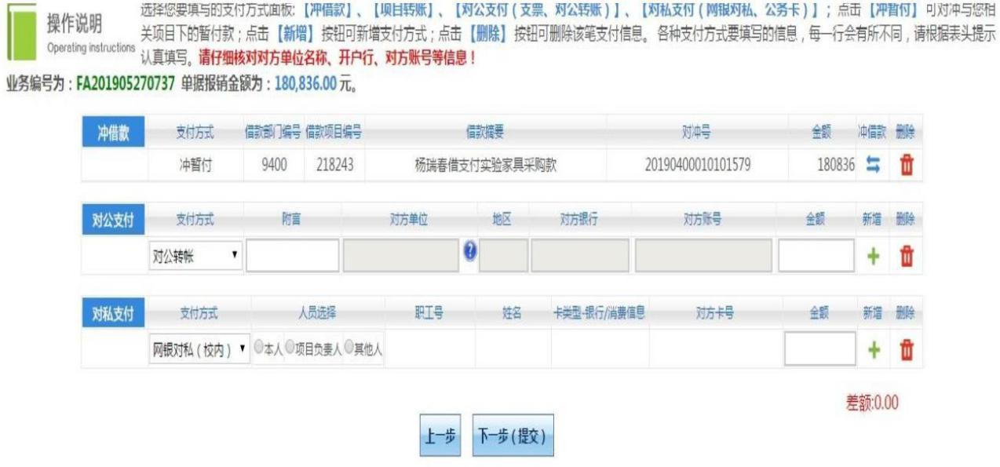 操作说明
Operating instructions
选择您要填写的支付方式面板:【冲借款】、【项目转账】、【对公支付(支票、对公转账)】、【对私支付(网银对私、公务卡)】;点击【冲暂付】可对冲与您相
关项目下的暂付款;点击【新增】按钮可新增支付方式;点击【删除】按钮可删除该笔支付信息。各种支付方式要填写的信息,每一行会有所不同,请根据表头提示
认真填写。请仔细核对对方单位名称、开户行、对方账号等信息!
业务编号为:FA201905270737 单据报销金额为:180,836.00 元。
冲借款 支付方式 借款部门编号 借款项目编号 借款摘要 对冲号 金额 冲借款 删除
冲暂付 9400 218243 杨瑞春借支付实验家具采购款 20190400010101579 180836
对公支付 支付方式 附言 对方单位 地区 对方银行 对方账号 金额 新增 删除
对公转帐
对私支付 支付方式 人员选择 职工号 姓名 卡类型-银行/消费信息 对方卡号 金额 新增 删除
网银对私(校内) 本人 项目负责人 其他人
差额:0.00
上一步 下一步(提交)